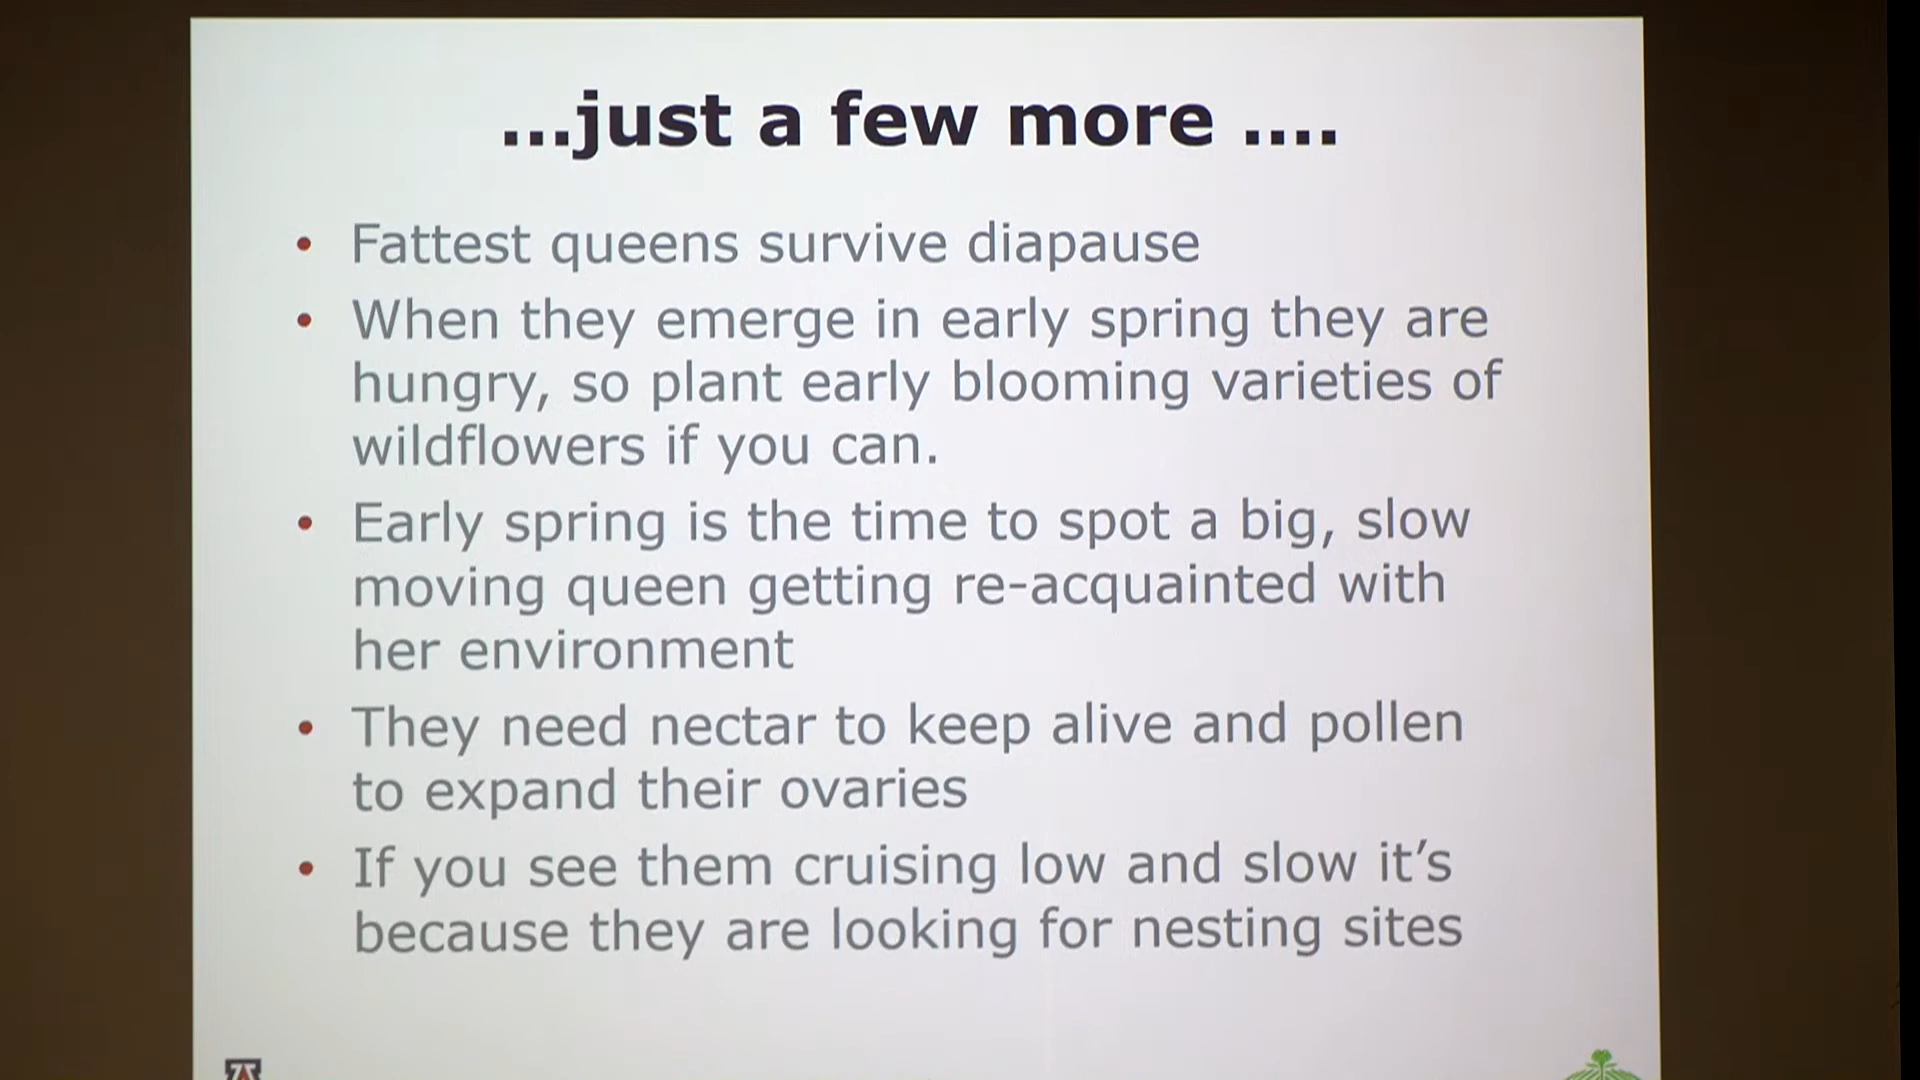 ...just a few more ....
• Fattest queens survive diapause
• When they emerge in early spring they are
hungry, so plant early blooming varieties of
wildflowers if you can.
• Early spring is the time to spot a big, slow
moving queen getting re-acquainted with
her environment
• They need nectar to keep alive and pollen
to expand their ovaries
• If you see them cruising low and slow it’s
because they are looking for nesting sites